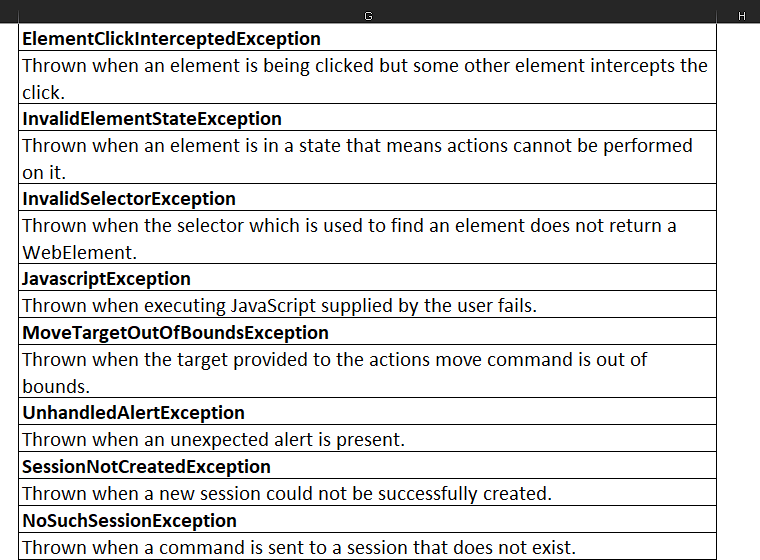 G
H
ElementClickInterceptedException
Thrown when an element is being clicked but some other element intercepts the
click.
InvalidElementStateException
Thrown when an element is in a state that means actions cannot be performed
on it.
InvalidSelectorException
Thrown when the selector which is used to find an element does not return a
WebElement.
JavascriptException
Thrown when executing JavaScript supplied by the user fails.
MoveTargetOutOfBoundsException
Thrown when the target provided to the actions move command is out of
bounds.
UnhandledAlertException
Thrown when an unexpected alert is present.
SessionNotCreatedException
Thrown when a new session could not be successfully created.
NoSuchSessionException
Thrown when a command is sent to a session that does not exist.